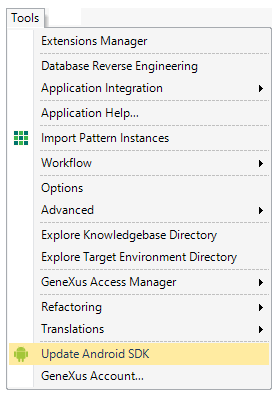 Tools
Extensions Manager
Database Reverse Engineering
Application Integration
Application Help...
Import Pattern Instances
Workflow
Options
Advanced
Explore Knowledgebase Directory
Explore Target Environment Directory
GeneXus Access Manager
Refactoring
Translations
Update Android SDK
GeneXus Account...